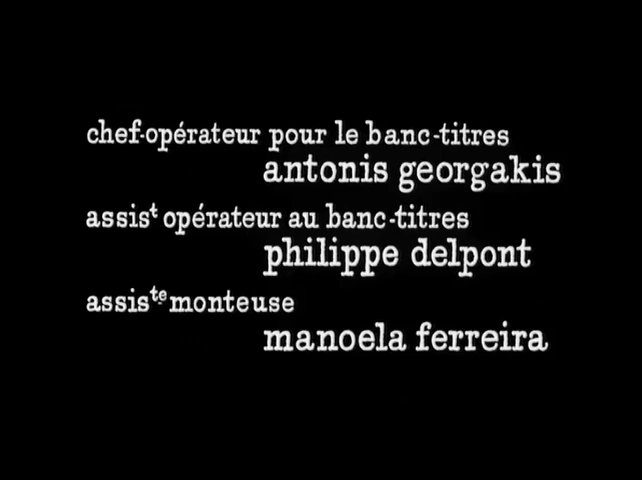 chef-opérateur pour le banc-titres
antonis georgakis
assisᵗ opérateur au banc-titres
philippe delpont
assisᵗᵉ monteuse
manoela ferreira